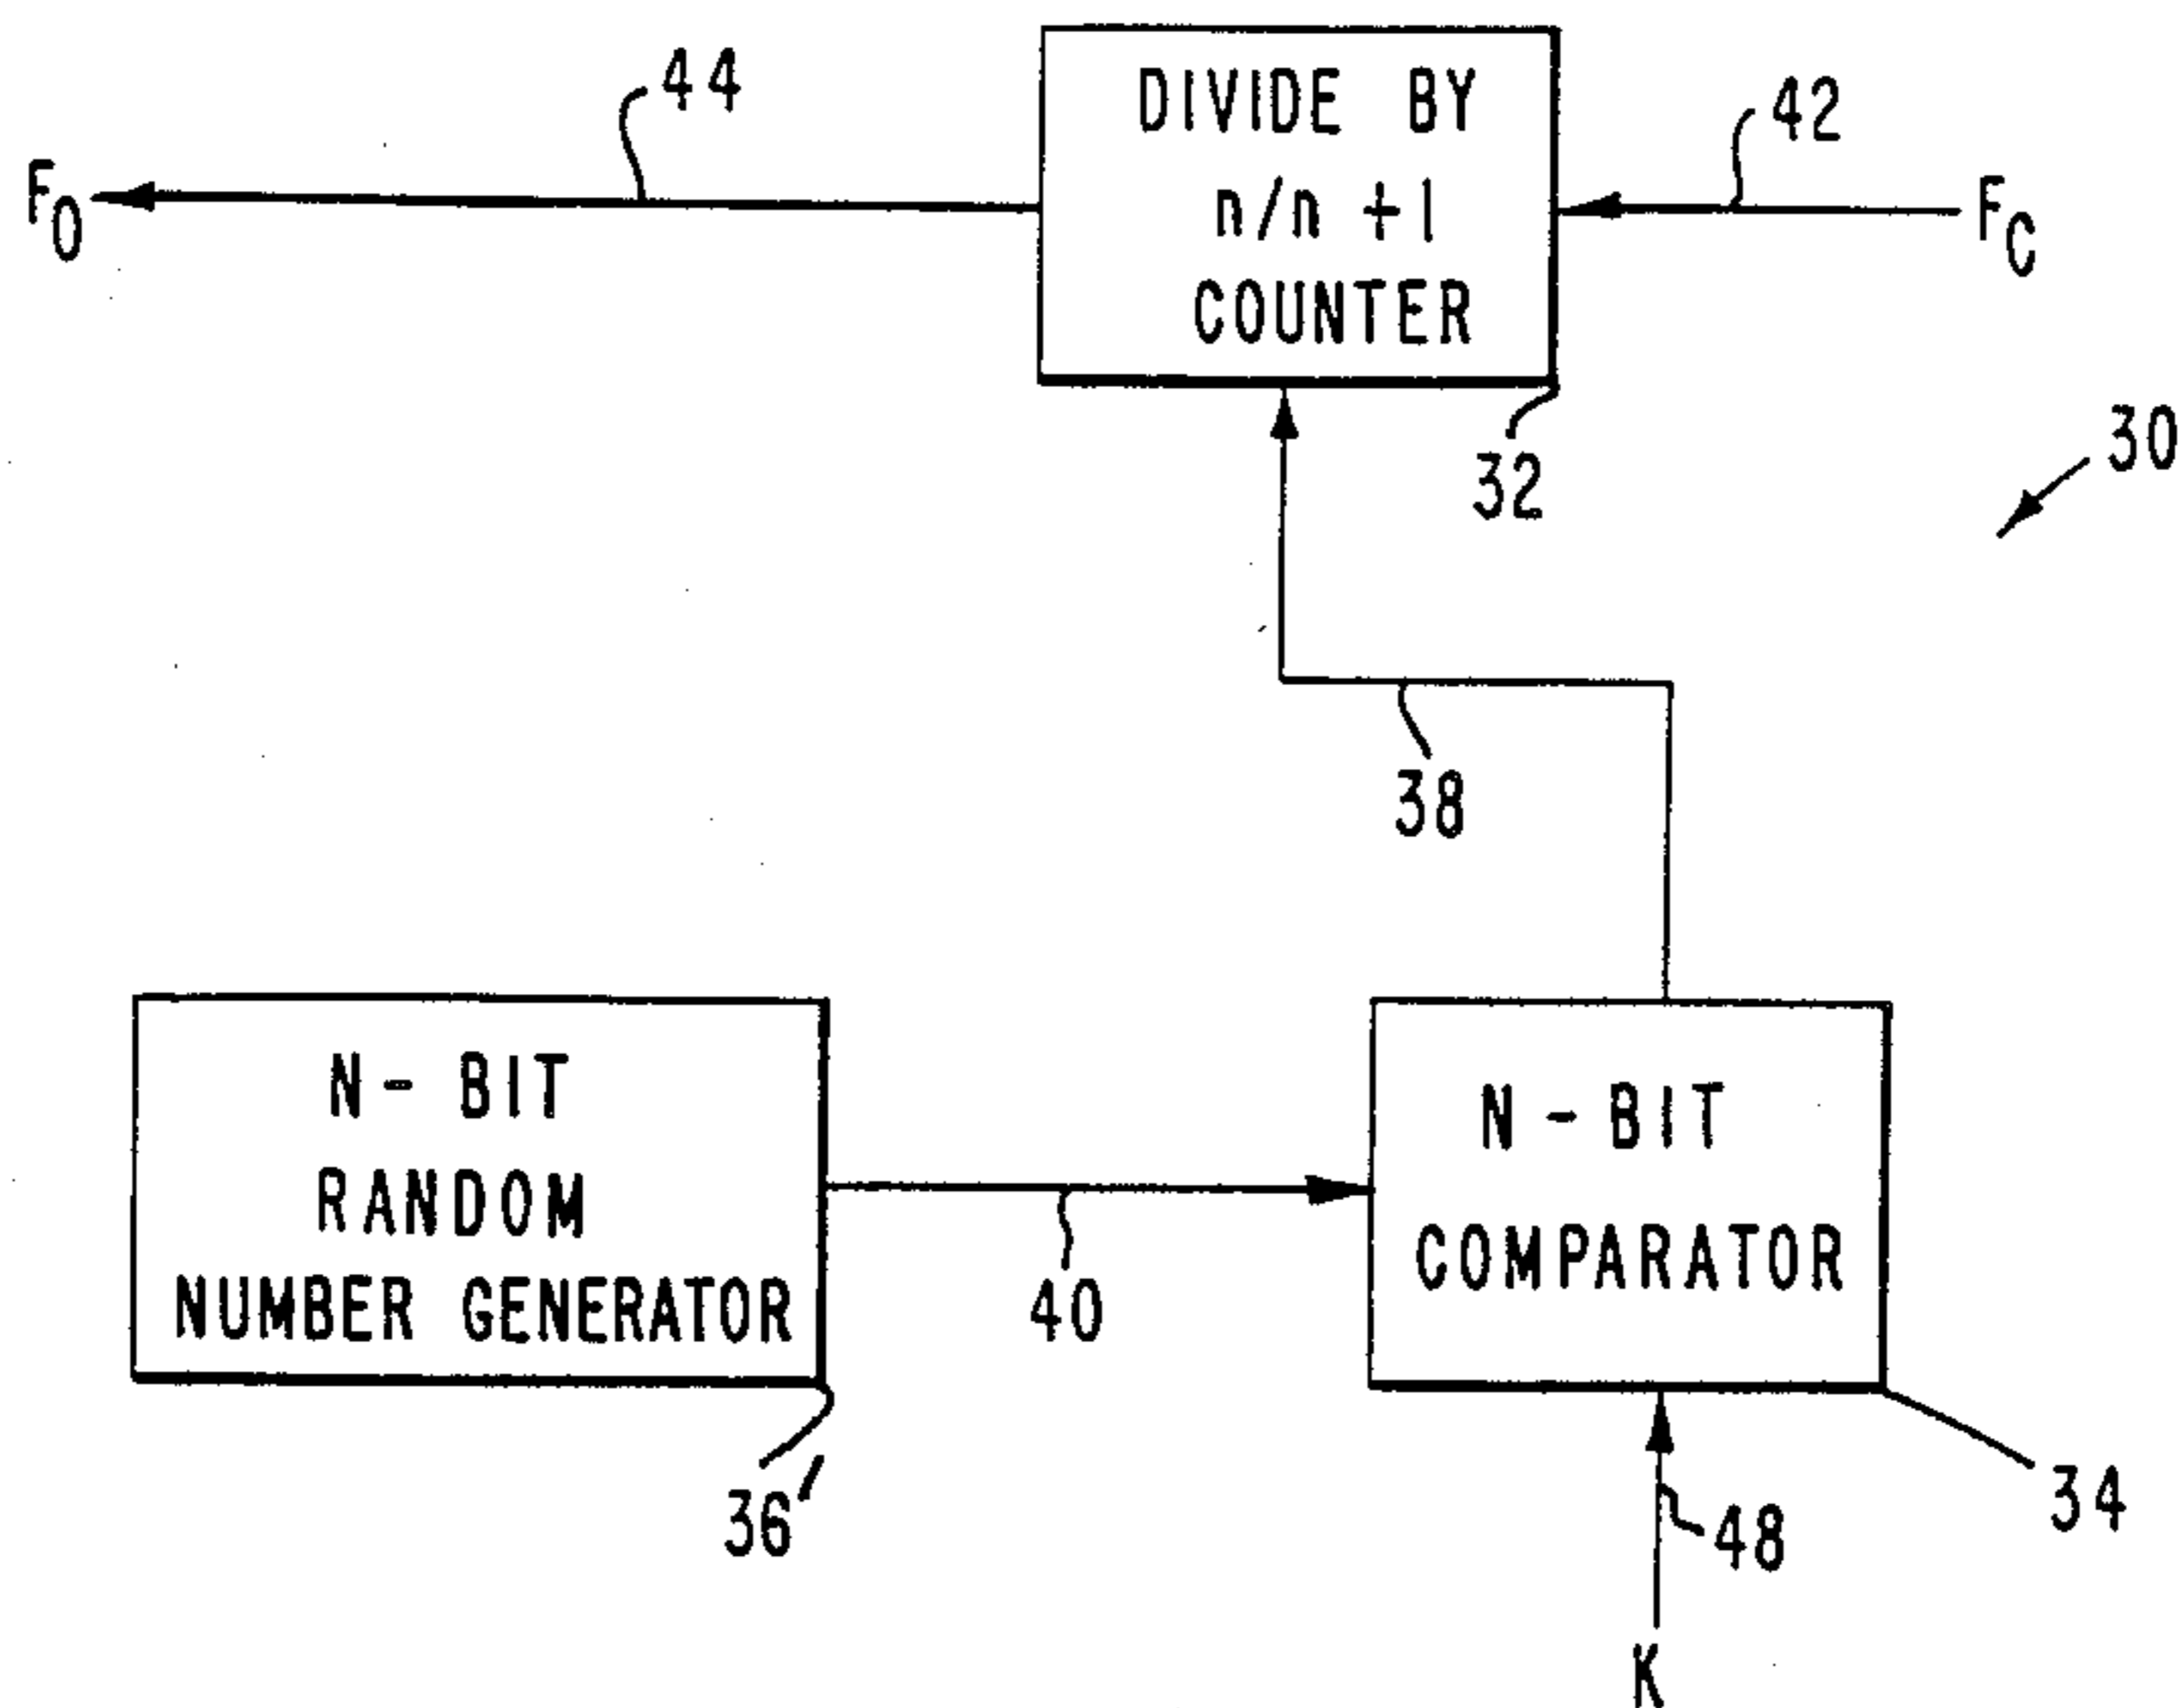 44
DIVIDE BY
n/n +1
COUNTER
42
F0
FC
30
32
38
N- BIT
RANDOM
NUMBER GENERATOR
N - BIT
COMPARATOR
40
36'
34
48
K